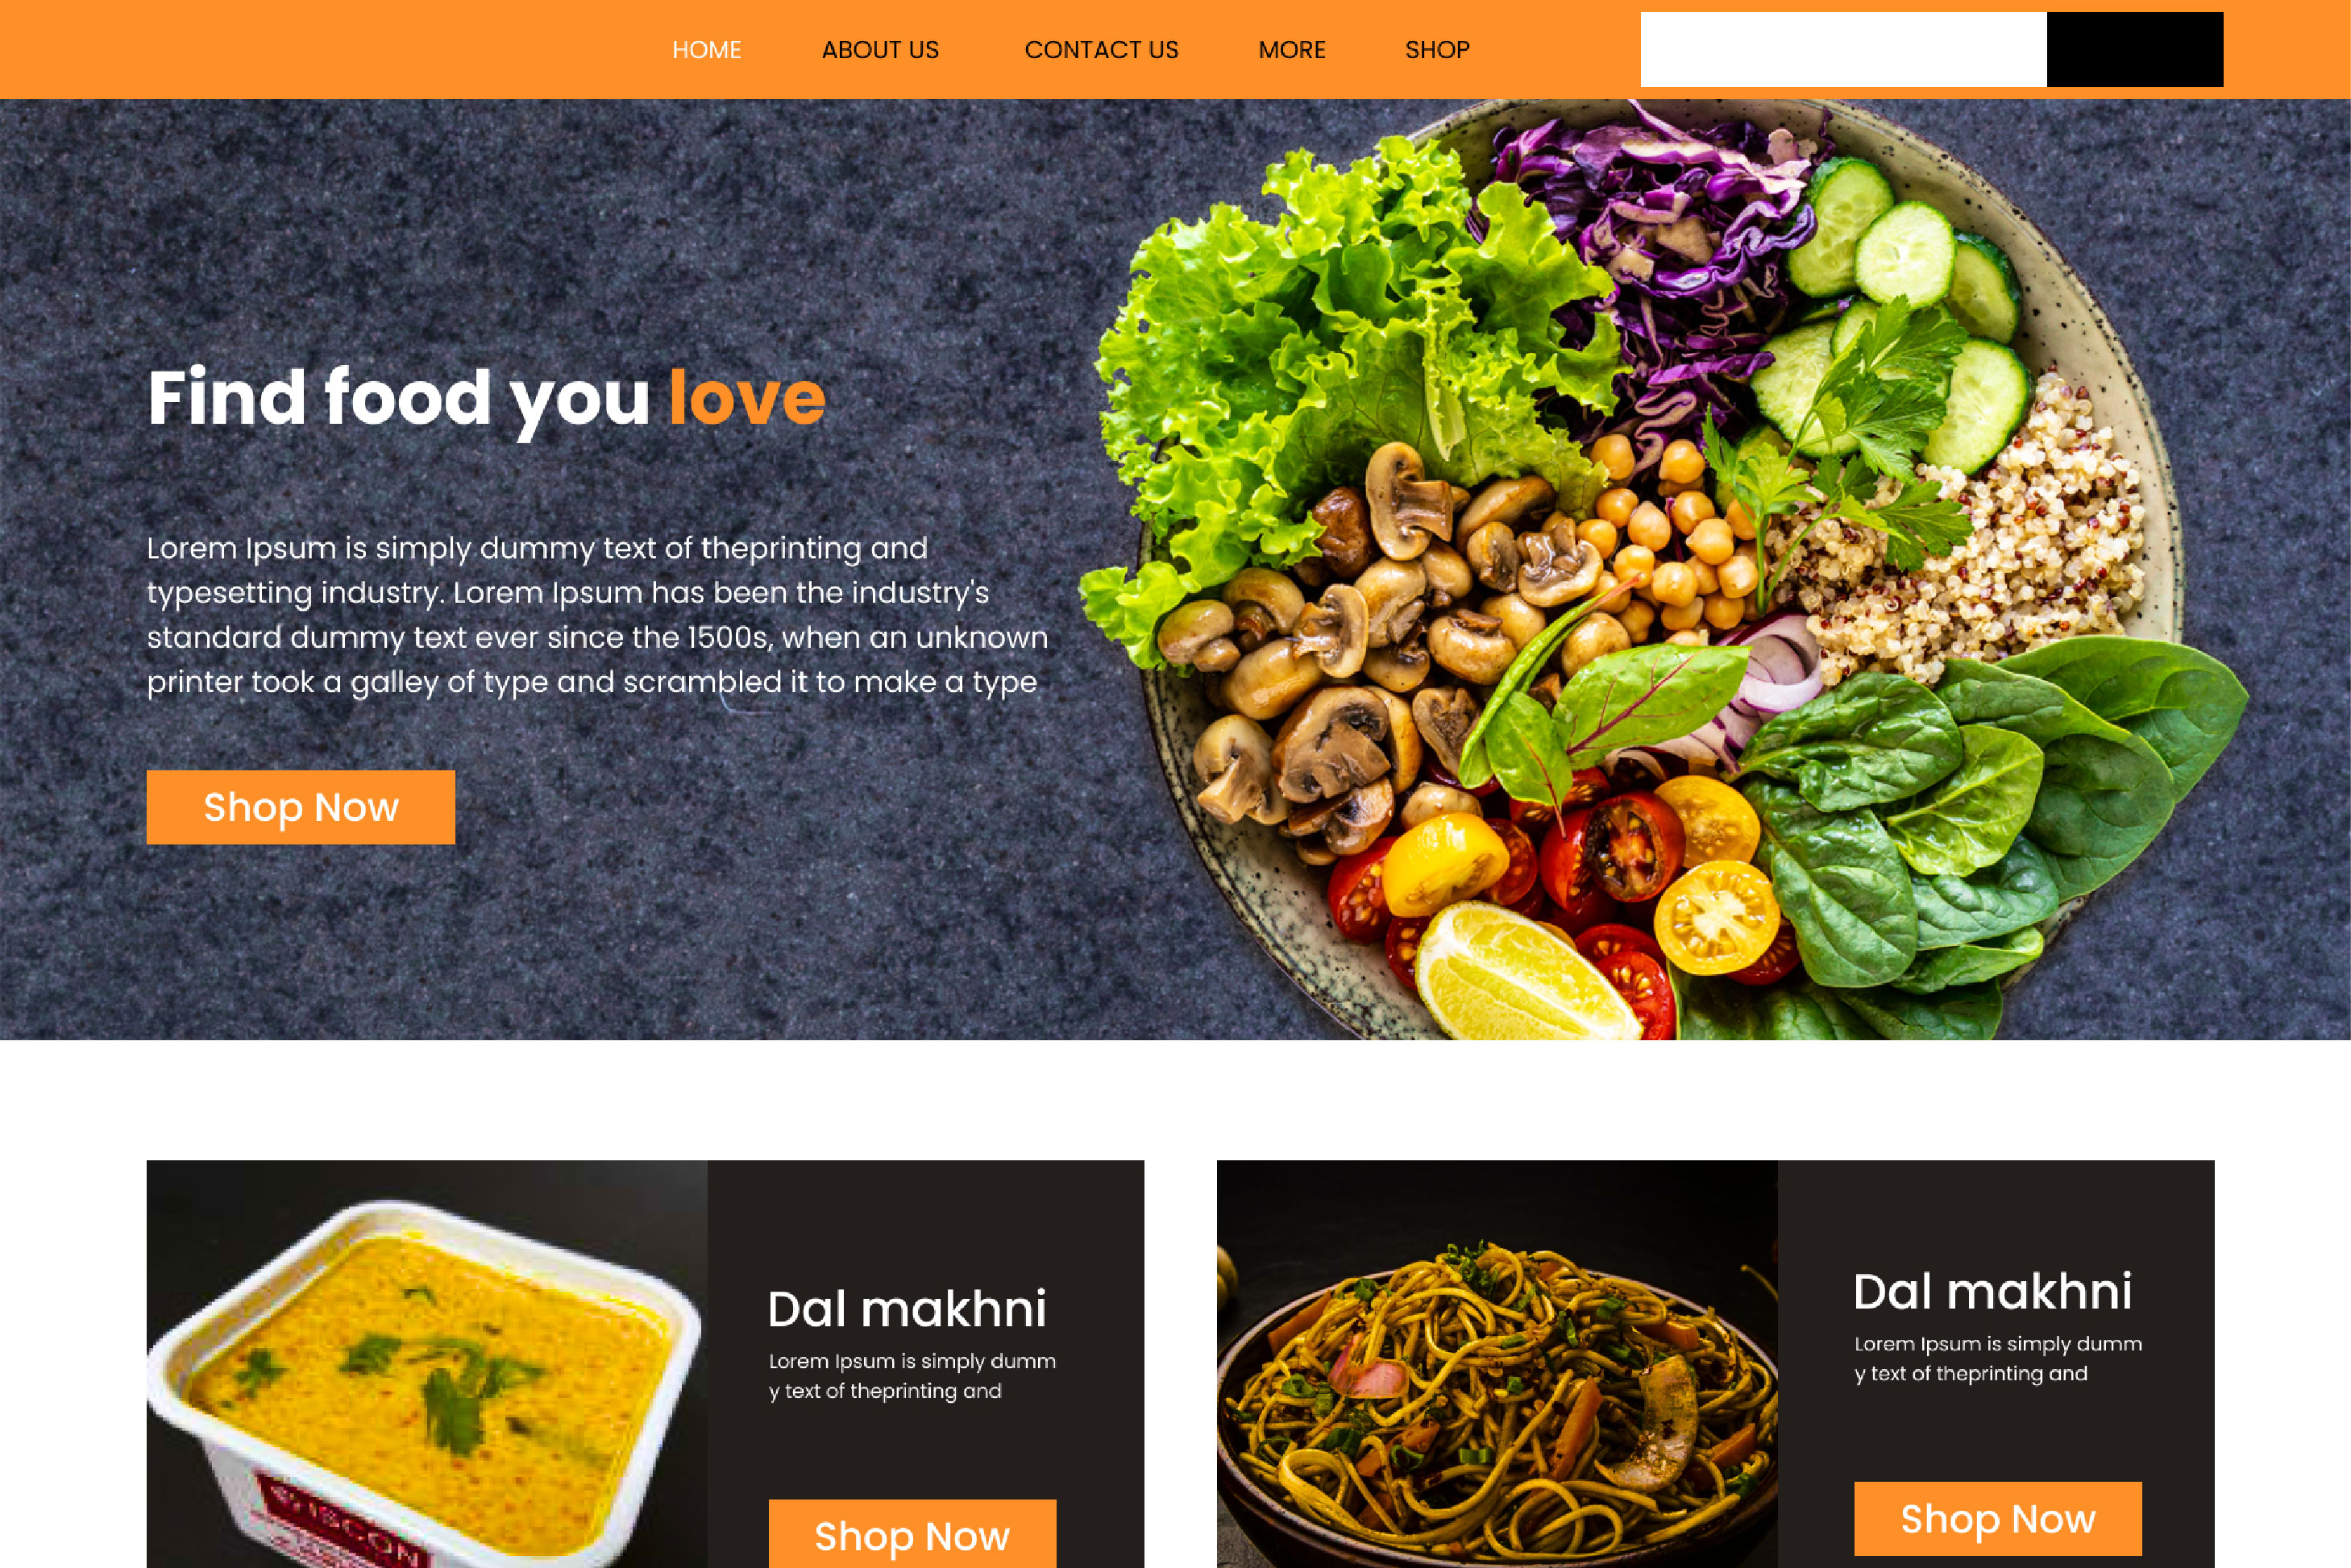 HOME ABOUT US CONTACT US MORE SHOP
Find food you love
Lorem Ipsum is simply dummy text of theprinting and
typesetting industry. Lorem Ipsum has been the industry's
standard dummy text ever since the 1500s, when an unknown
printer took a galley of type and scrambled it to make a type
Shop Now
Dal makhni
Lorem Ipsum is simply dumm
y text of theprinting and
Shop Now
Dal makhni
Lorem Ipsum is simply dumm
y text of theprinting and
Shop Now